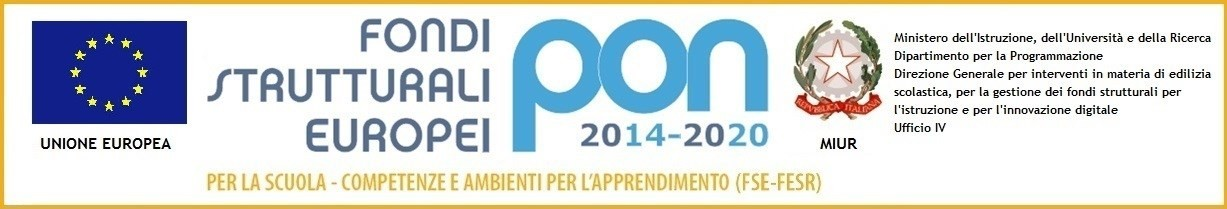 UNIONE EUROPEA
FONDI
STRUTTURALI
EUROPEI
pon
2014-2020
REPVBBLICA ITALIANA
MIUR
Ministero dell'Istruzione, dell'Università e della Ricerca
Dipartimento per la Programmazione
Direzione Generale per interventi in materia di edilizia
scolastica, per la gestione dei fondi strutturali per
l'istruzione e per l'innovazione digitale
Ufficio IV
PER LA SCUOLA - COMPETENZE E AMBIENTI PER L'APPRENDIMENTO (FSE-FESR)